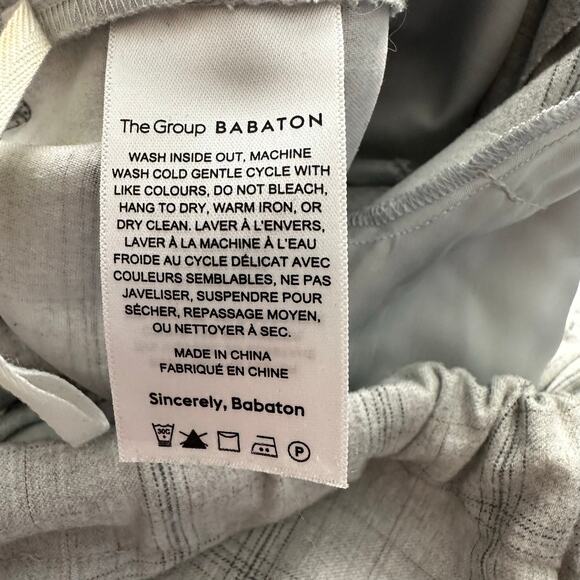 The Group BABATON
WASH INSIDE OUT, MACHINE
WASH COLD GENTLE CYCLE WITH
LIKE COLOURS, DO NOT BLEACH,
HANG TO DRY, WARM IRON, OR
DRY CLEAN. LAVER À L'ENVERS,
LAVER À LA MACHINE À L'EAU
FROIDE AU CYCLE DÉLICAT AVEC
COULEURS SEMBLABLES, NE PAS
JAVELISER, SUSPENDRE POUR
SÉCHER, REPASSAGE MOYEN,
OU NETTOYER À SEC.
MADE IN CHINA
FABRIQUÉ EN CHINE
Sincerely, Babaton
30C P